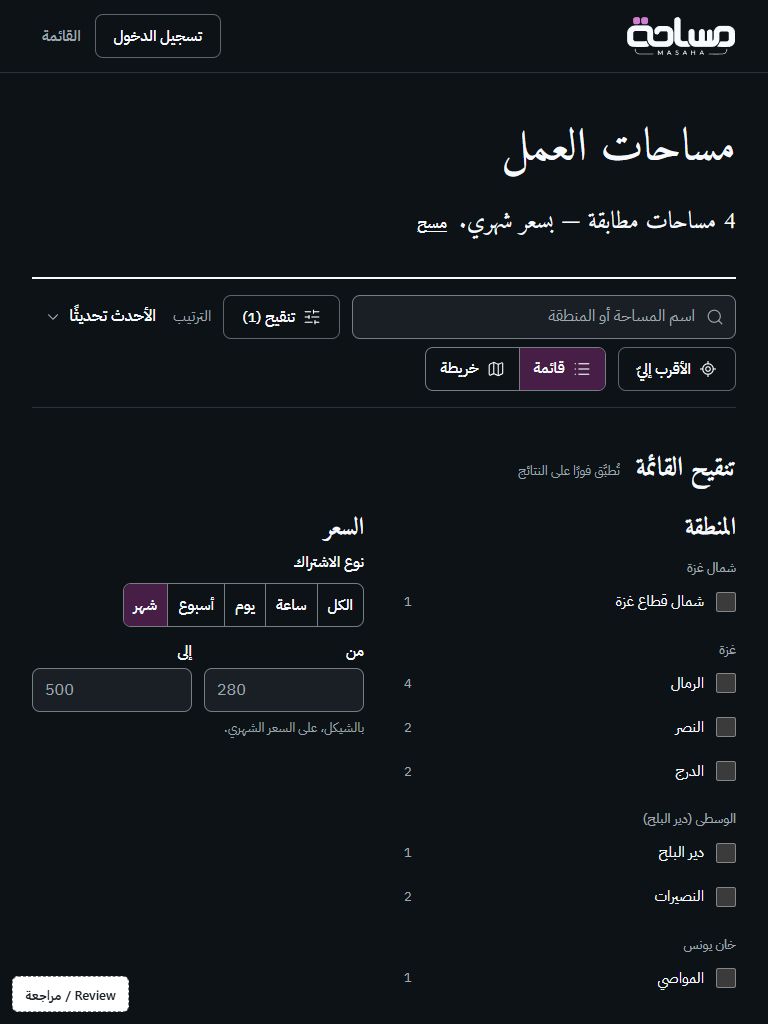 مساحة
MASAHA
تسجيل الدخول
القائمة
مساحات العمل
4 مساحات مطابقة — بسعر شهري. مسح
اسم المساحة أو المنطقة
تنقيح (1)
الترتيب
الأحدث تحديثًا
الأقرب إليّ
قائمة
خريطة
تنقيح القائمة
تُطبَّق فورًا على النتائج
المنطقة
شمال غزة
شمال قطاع غزة 1
غزة
الرمال 4
النصر 2
الدرج 2
الوسطى (دير البلح)
دير البلح 1
النصيرات 2
خان يونس
المواصي 1
السعر
نوع الاشتراك
الكل ساعة يوم أسبوع شهر
من إلى
280 500
بالشيكل، على السعر الشهري.
Review / مراجعة